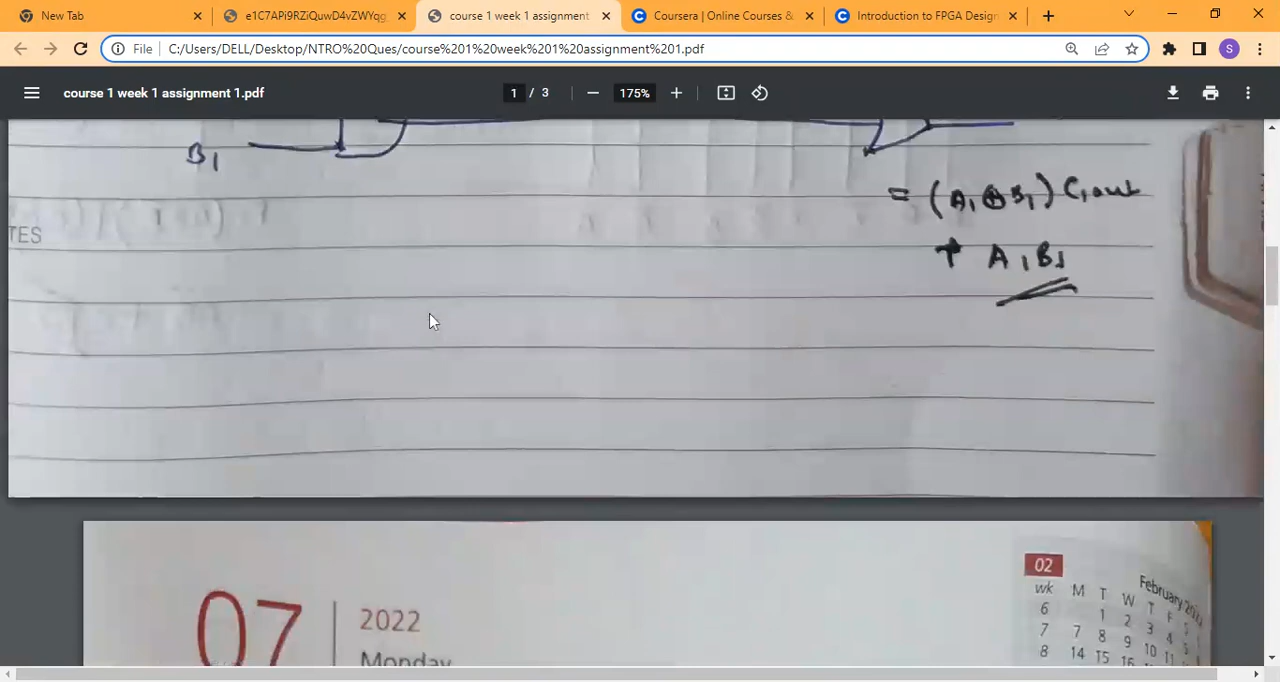 New Tab
e1C7APi9RZiQuwD4vZWYqg
course 1 week 1 assignment
Coursera | Online Courses &
Introduction to FPGA Design
File C:/Users/DELL/Desktop/NTRO%20Ques/course%201%20week%201%20assignment%201.pdf
S
course 1 week 1 assignment 1.pdf
1 / 3
175%
B1
= (A1 ⊕ B1) C1out
+ A1B1
TES
07
2022
Monday
02
February
wk M T W T F S
6 1 2 3 4 5
7 7 8 9 10 11
8 14 15 16